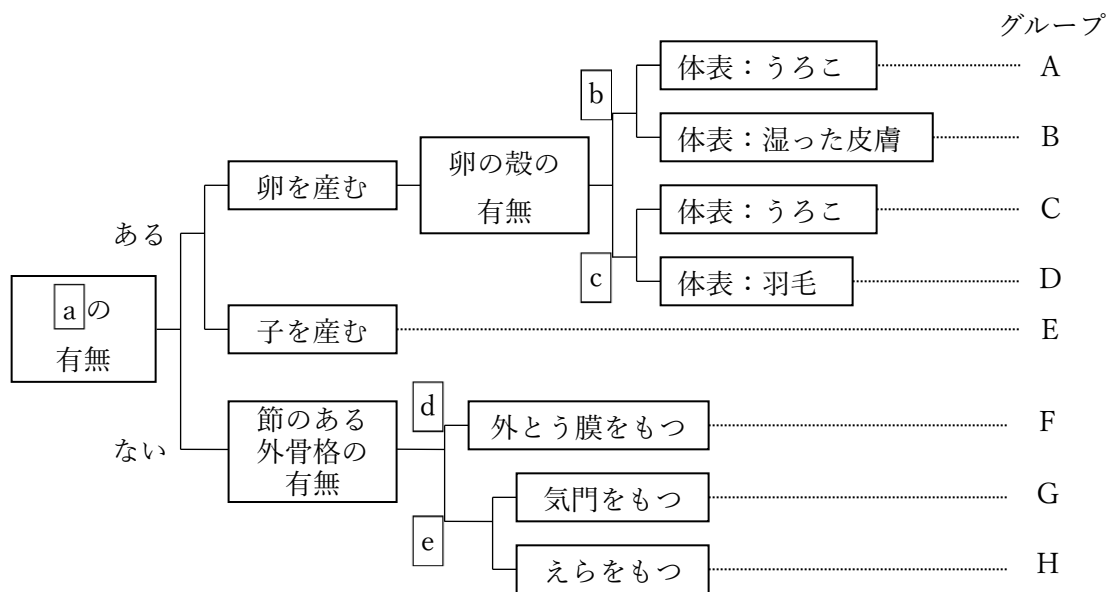 グループ
体表：うろこ
A
b
体表：湿った皮膚
B
卵を産む
卵の殻の
有無
体表：うろこ
C
ある
c
体表：羽毛
D
aの
有無
子を産む
E
ない
節のある
外骨格の
有無
d
外とう膜をもつ
F
気門をもつ
G
e
えらをもつ
H